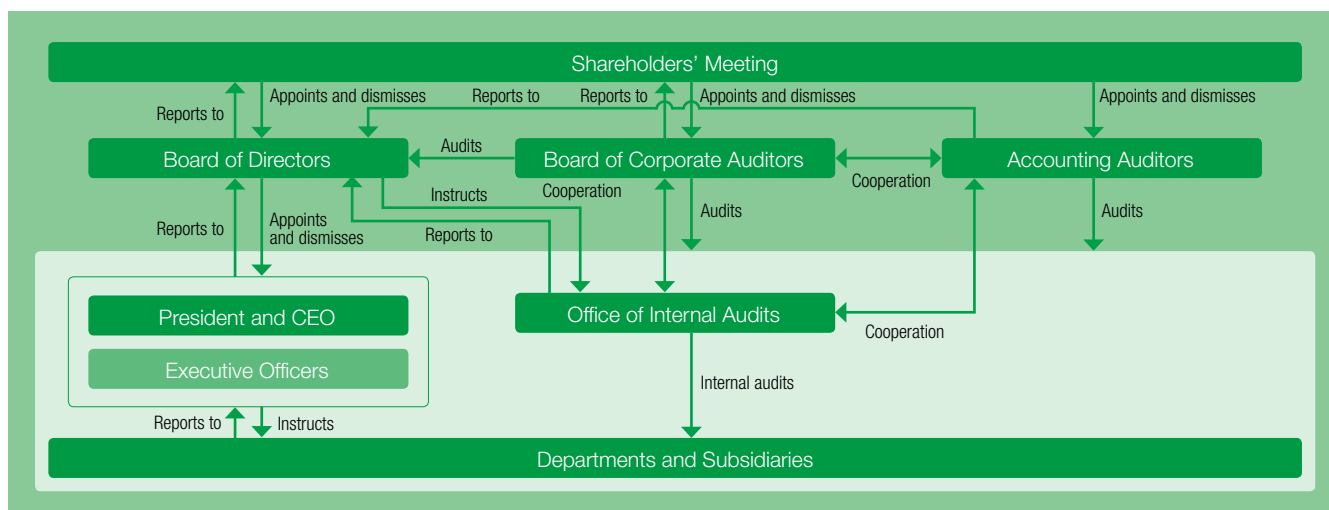 Shareholders' Meeting
Reports to
Appoints and dismisses
Reports to
Reports to
Appoints and dismisses
Appoints and dismisses
Board of Directors
Audits
Board of Corporate Auditors
Cooperation
Accounting Auditors
Reports to
Appoints
and dismisses
Instructs
Reports to
Cooperation
Audits
Audits
President and CEO
Executive Officers
Office of Internal Audits
Cooperation
Internal audits
Reports to
Instructs
Departments and Subsidiaries